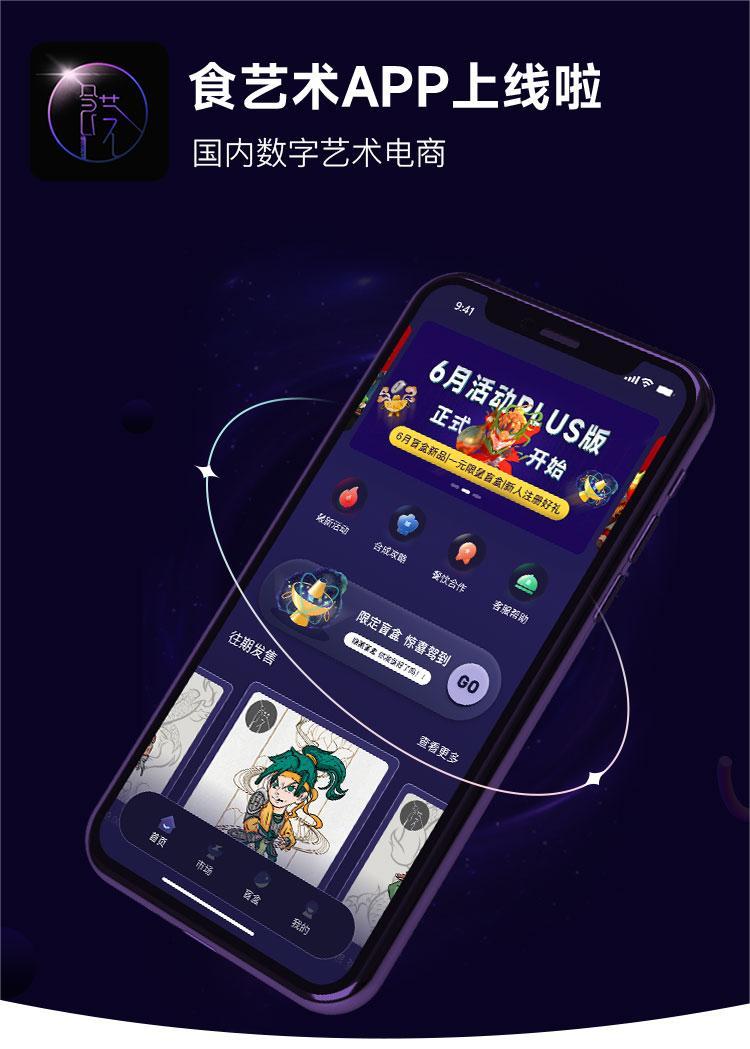 食艺术APP上线啦
国内数字艺术电商
9:41
6月活动PLUS版
正式
开始
6月盲盒新品|一元限定盲盒|新人注册好礼
最新活动
合成攻略
餐饮合作
客服帮助
限定盲盒 惊喜驾到
GO
往期发售
查看更多
首页
市场
盲盒
我的